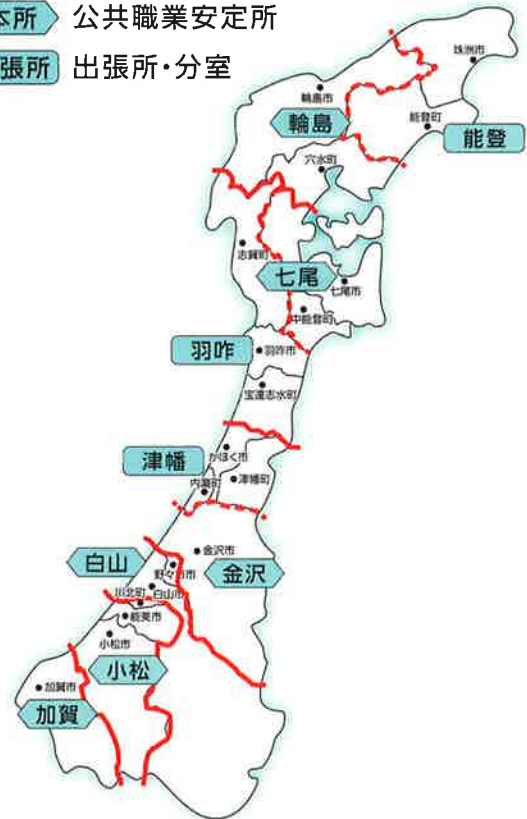 本所 公共職業安定所
張所 出張所・分室
珠洲市
輪島市
輪島
能登町
能登
穴水町
志賀町
七尾
七尾市
中能登町
羽咋
羽咋市
宝達志水町
かほく市
津幡
津幡町
内灘町
金沢市
白山
野々市市
金沢
川北町
白山市
能美市
小松市
小松
加賀市
加賀